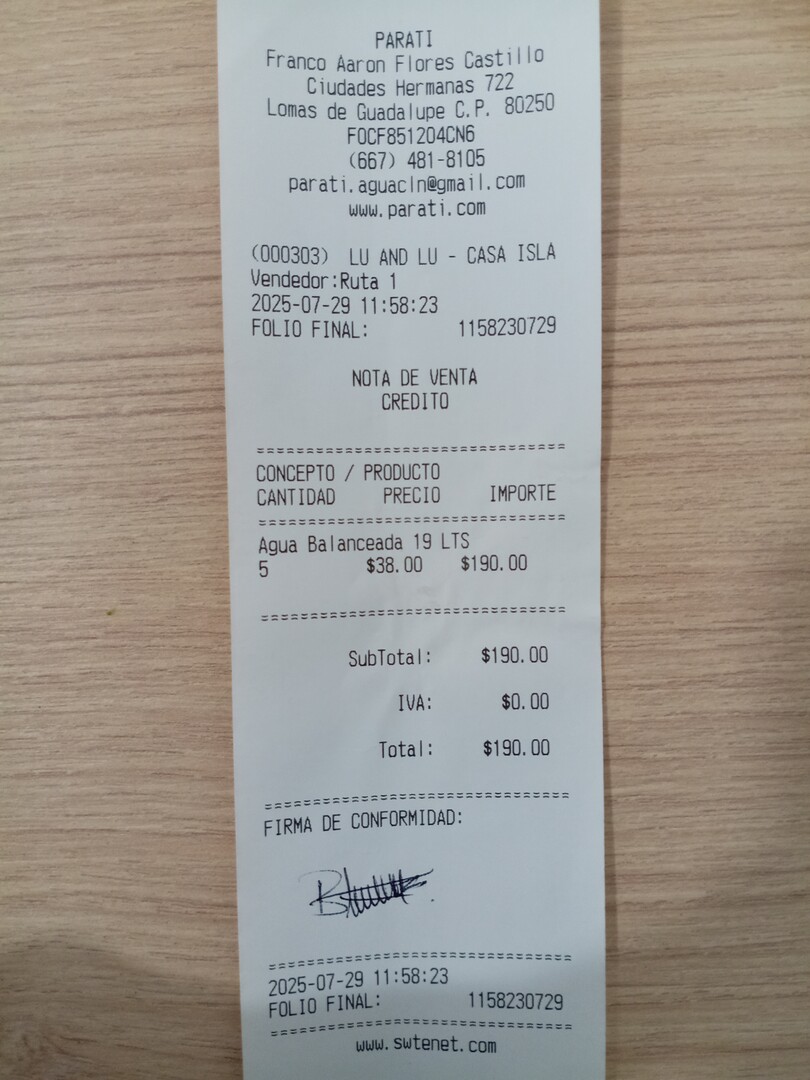 PARATI
Franco Aaron Flores Castillo
Ciudades Hermanas 722
Lomas de Guadalupe C.P. 80250
FOCF851204CN6
(667) 481-8105
parati.aguacln@gmail.com
www.parati.com
(000303) LU AND LU - CASA ISLA
Vendedor:Ruta 1
2025-07-29 11:58:23
FOLIO FINAL: 1158230729
NOTA DE VENTA
CREDITO
===============================
CONCEPTO / PRODUCTO
CANTIDAD PRECIO IMPORTE
===============================
Agua Balanceada 19 LTS
5 $38.00 $190.00
===============================
SubTotal: $190.00
IVA: $0.00
Total: $190.00
===============================
FIRMA DE CONFORMIDAD:
===============================
2025-07-29 11:58:23
FOLIO FINAL: 1158230729
===============================
www.swtenet.com